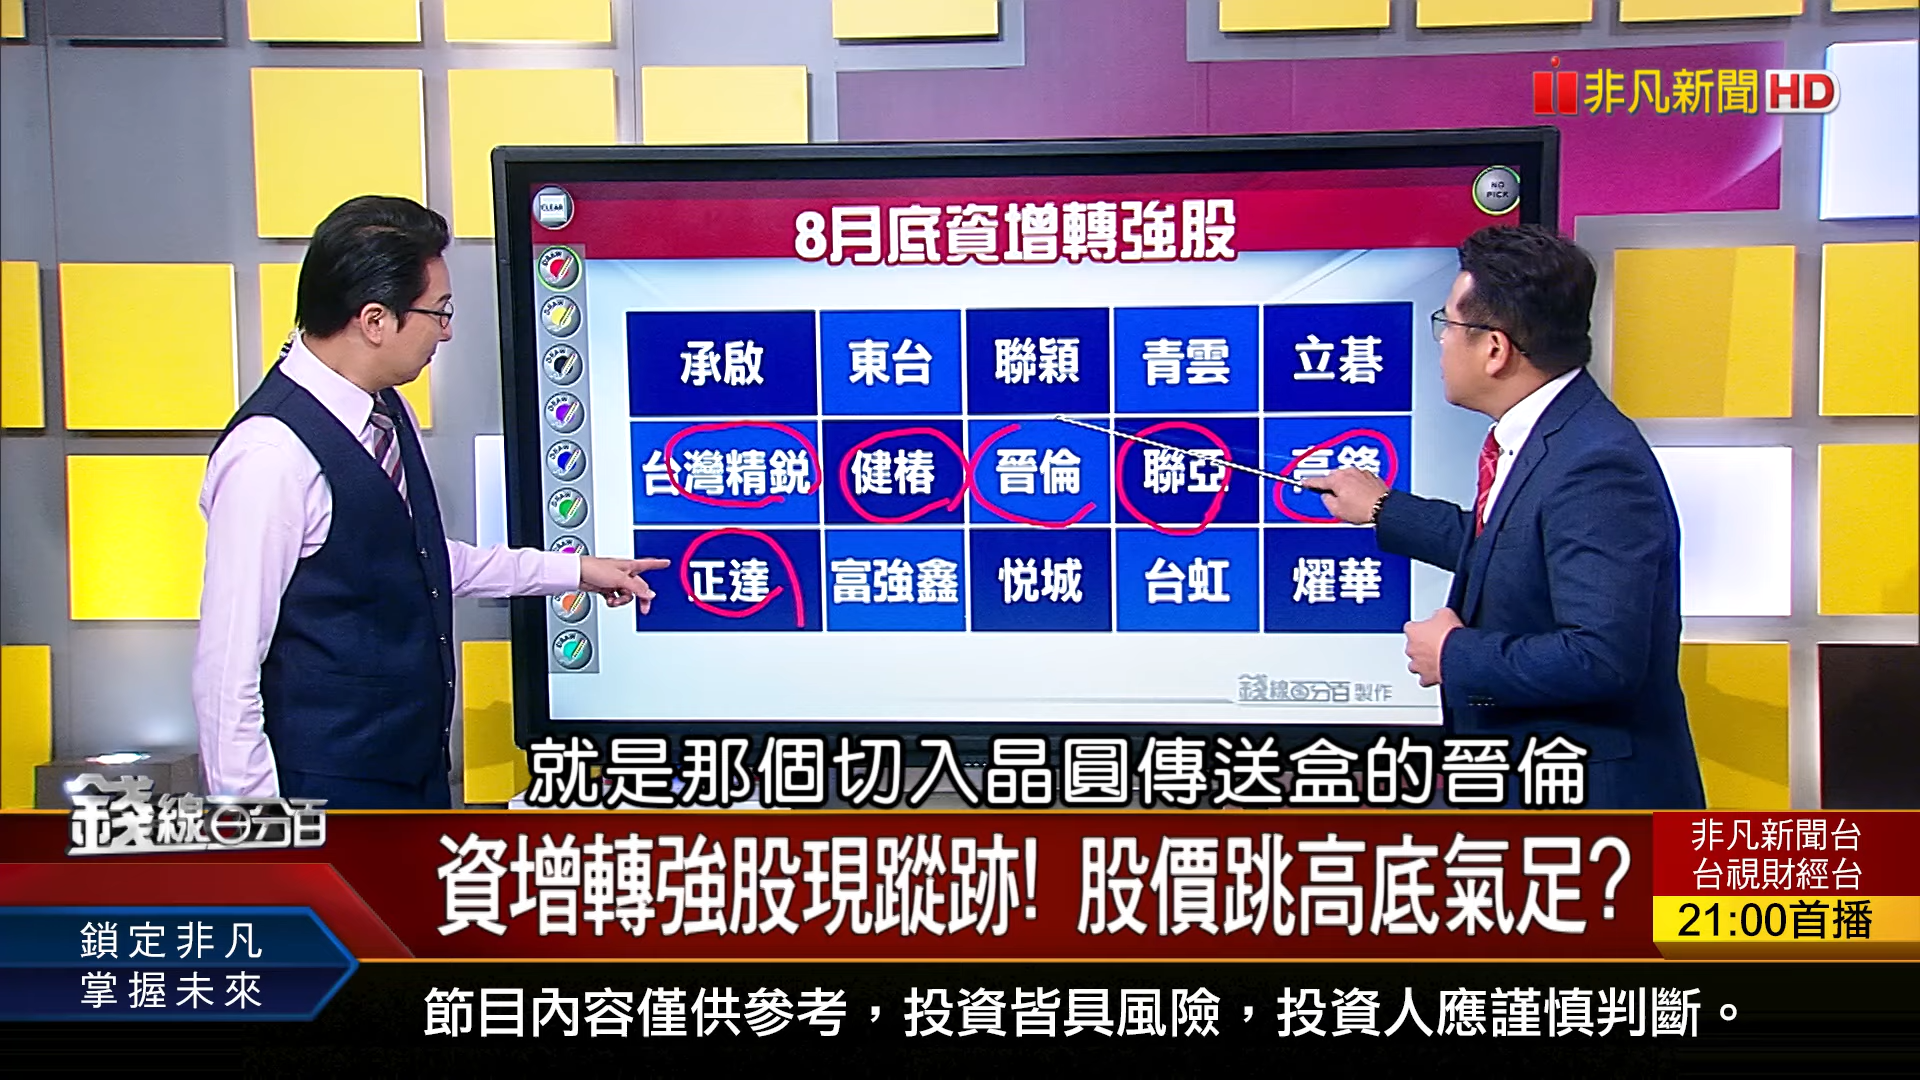 非凡新聞HD
CLEAR
NO PICK
8月底資增轉強股
承啟 東台 聯穎 青雲 立碁
台灣精銳 健椿 晉倫 聯亞 高鋒
正達 富強鑫 悅城 台虹 燿華
錢線百分百製作
就是那個切入晶圓傳送盒的晉倫
錢線百分百
資增轉強股現蹤跡! 股價跳高底氣足?
非凡新聞台
台視財經台
21:00首播
鎖定非凡
掌握未來
節目內容僅供參考，投資皆具風險，投資人應謹慎判斷。